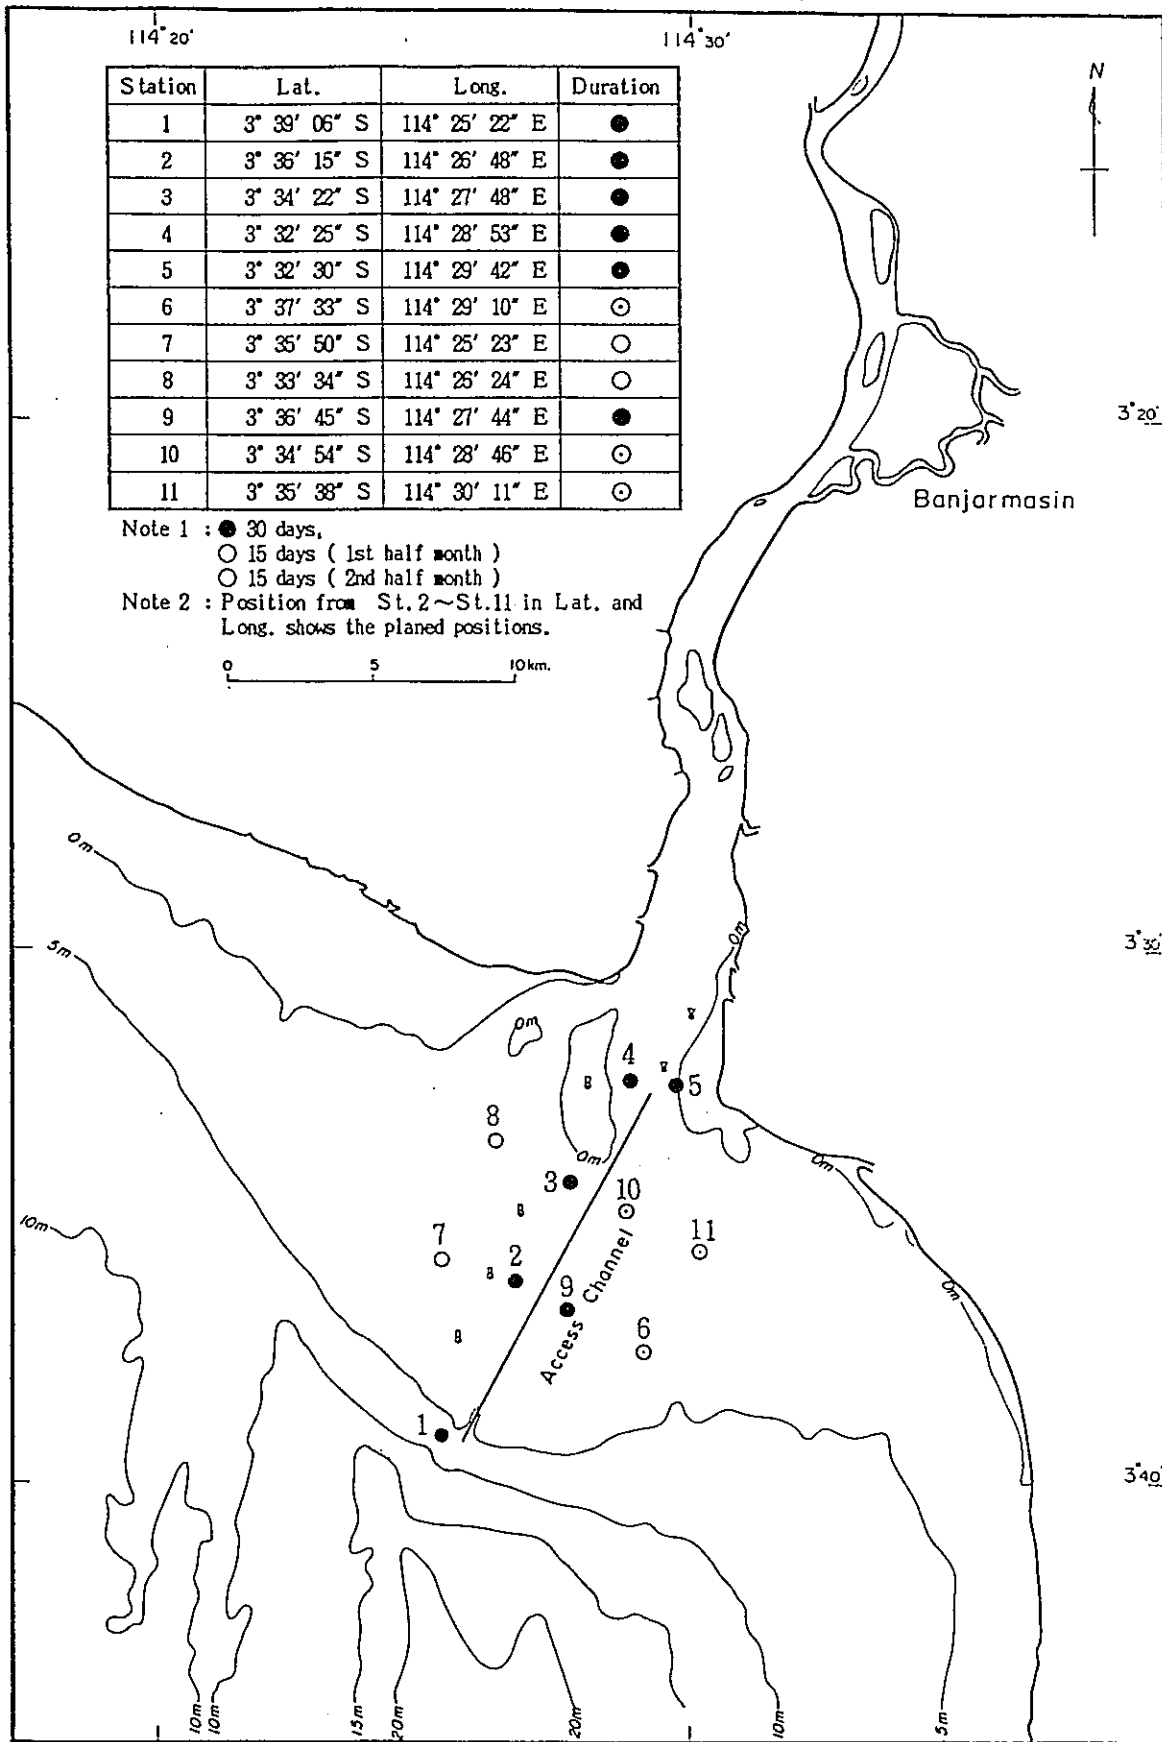 114°20'
114°30'
N
Station Lat. Long. Duration
1 3° 39' 06" S 114° 25' 22" E ●
2 3° 36' 15" S 114° 26' 48" E ●
3 3° 34' 22" S 114° 27' 48" E ●
4 3° 32' 25" S 114° 28' 53" E ●
5 3° 32' 30" S 114° 29' 42" E ●
6 3° 37' 33" S 114° 29' 10" E ⊙
7 3° 35' 50" S 114° 25' 23" E ○
8 3° 33' 34" S 114° 26' 24" E ○
9 3° 36' 45" S 114° 27' 44" E ●
10 3° 34' 54" S 114° 28' 46" E ⊙
11 3° 35' 38" S 114° 30' 11" E ⊙
3°20'
Banjarmasin
Note 1 : ● 30 days,
○ 15 days ( 1st half month )
○ 15 days ( 2nd half month )
Note 2 : Position from St.2~St.11 in Lat. and
Long. shows the planed positions.
0 5 10km.
0m
5m
0m
3°30'
0m
4
5
8
0m
0m
3
10
10m
7
11
0m
2
9
Access Channel
6
1
3°40'
10m
10m
15m
20m
20m
10m
5m